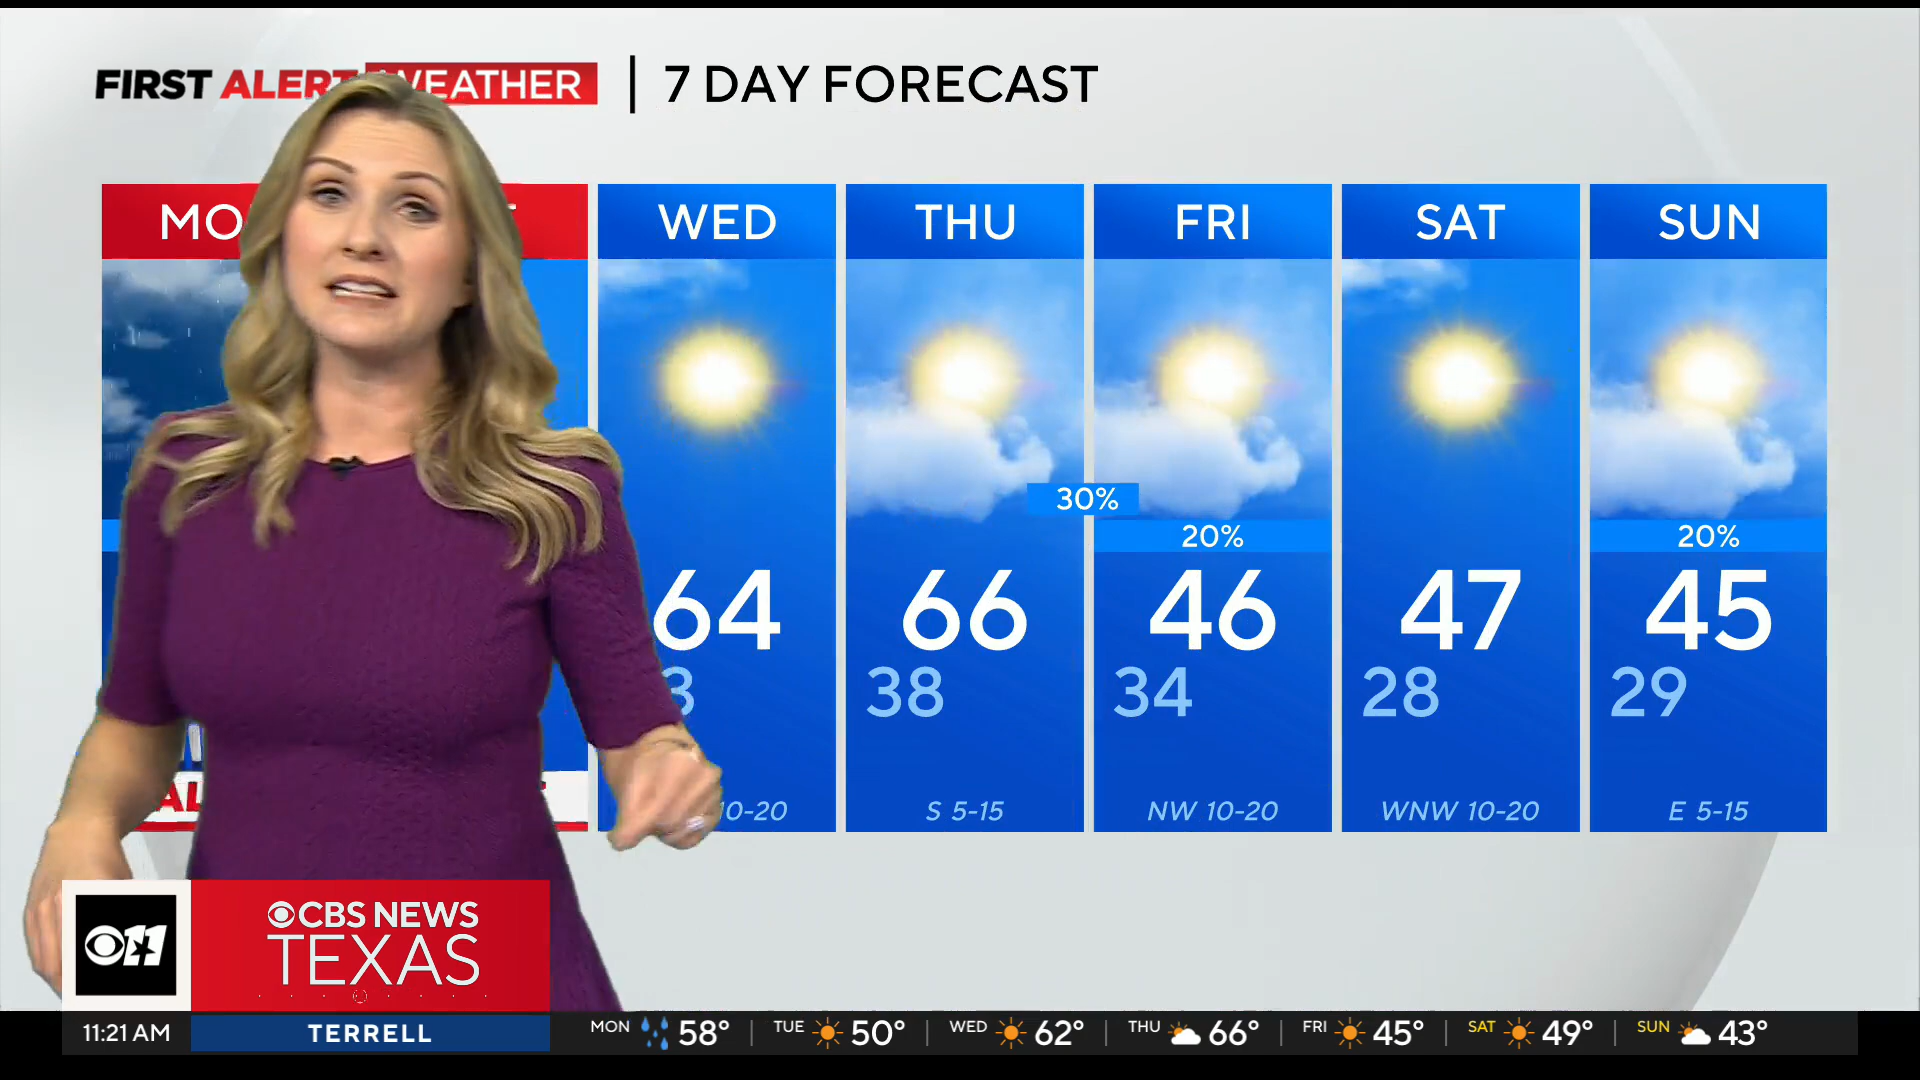 FIRST ALERT WEATHER | 7 DAY FORECAST
WED THU FRI SAT SUN
30%
20% 20%
64 66 46 47 45
38 34 28 29
10-20 S 5-15 NW 10-20 WNW 10-20 E 5-15
11 CBS NEWS
TEXAS
11:21 AM TERRELL MON 58° TUE 50° WED 62° THU 66° FRI 45° SAT 49° SUN 43°